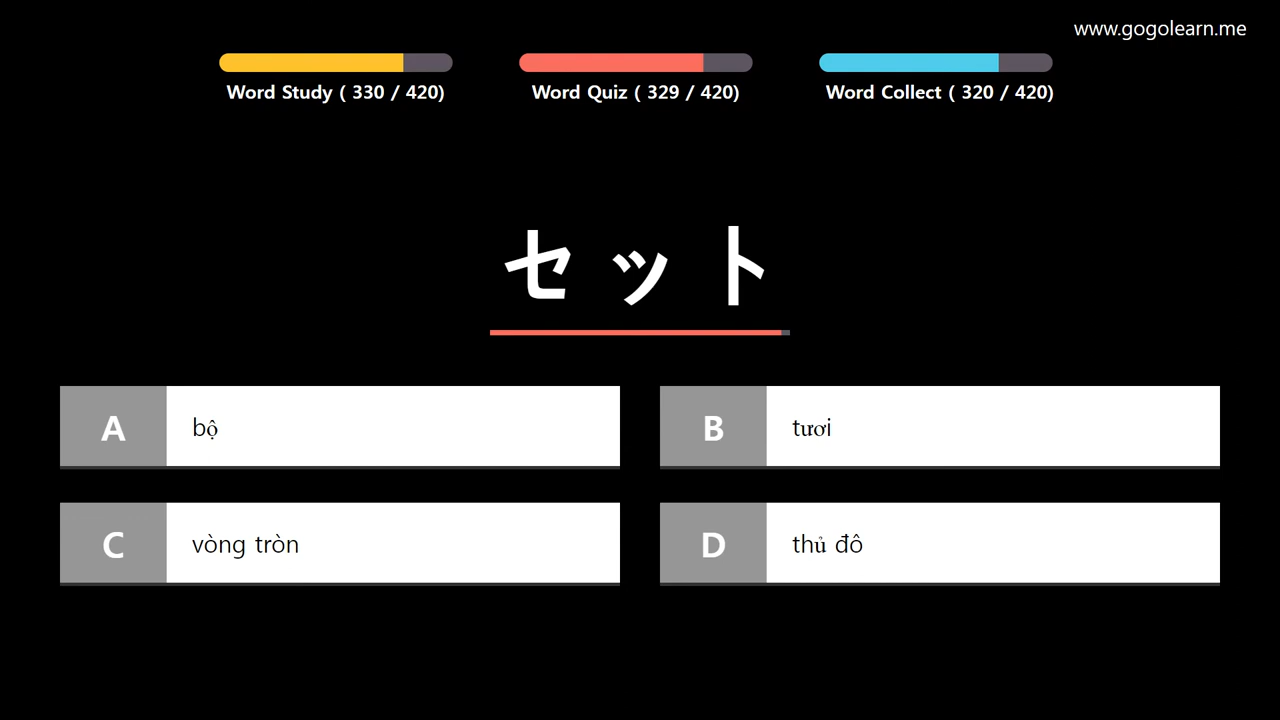 www.gogolearn.me
Word Study ( 330 / 420)
Word Quiz ( 329 / 420)
Word Collect ( 320 / 420)
セット
A bộ
B tươi
C vòng tròn
D thủ đô